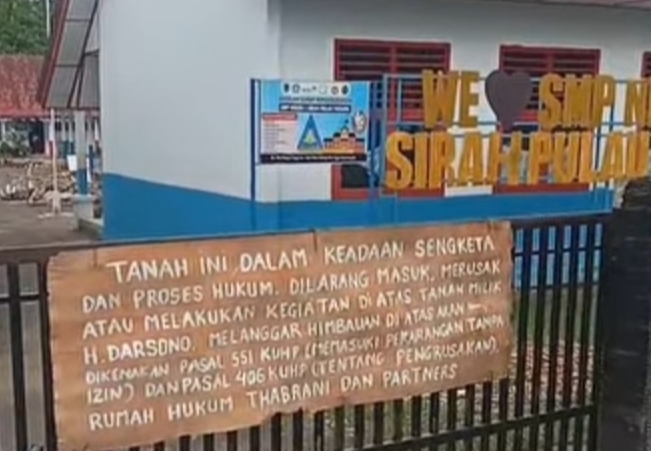 WE SMP N
SIRAH PULAU
TANAH INI DALAM KEADAAN SENGKETA
DAN PROSES HUKUM. DILARANG MASUK, MERUSAK
ATAU MELAKUKAN KEGIATAN DI ATAS TANAH MILIK
H. DARSONO. MELANGGAR HIMBAUAN DI ATAS AKAN
DIKENAKAN PASAL 551 KUHP (MEMASUKI PEKARANGAN TANPA
IZIN) DAN PASAL 406 KUHP (TENTANG PENGRUSAKAN).
RUMAH HUKUM THABRANI DAN PARTNERS